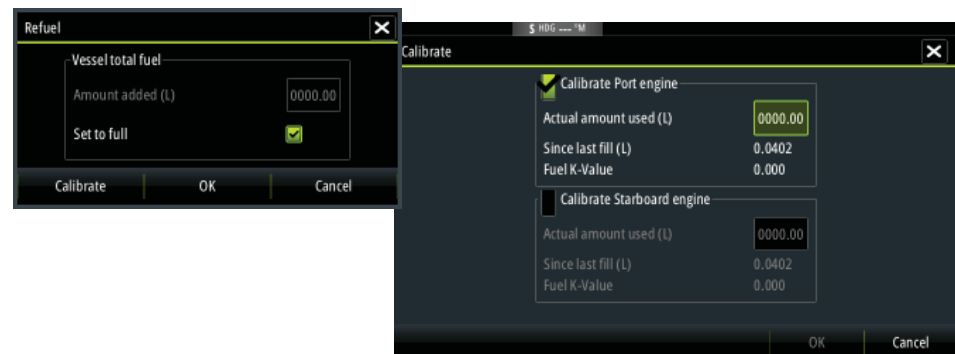 Refuel
Vessel total fuel
Amount added (L) 0000.00
Set to full
Calibrate OK Cancel
$ HDG --- °M
Calibrate
Calibrate Port engine
Actual amount used (L) 0000.00
Since last fill (L) 0.0402
Fuel K-Value 0.000
Calibrate Starboard engine
Actual amount used (L) 0000.00
Since last fill (L) 0.0402
Fuel K-Value 0.000
OK Cancel